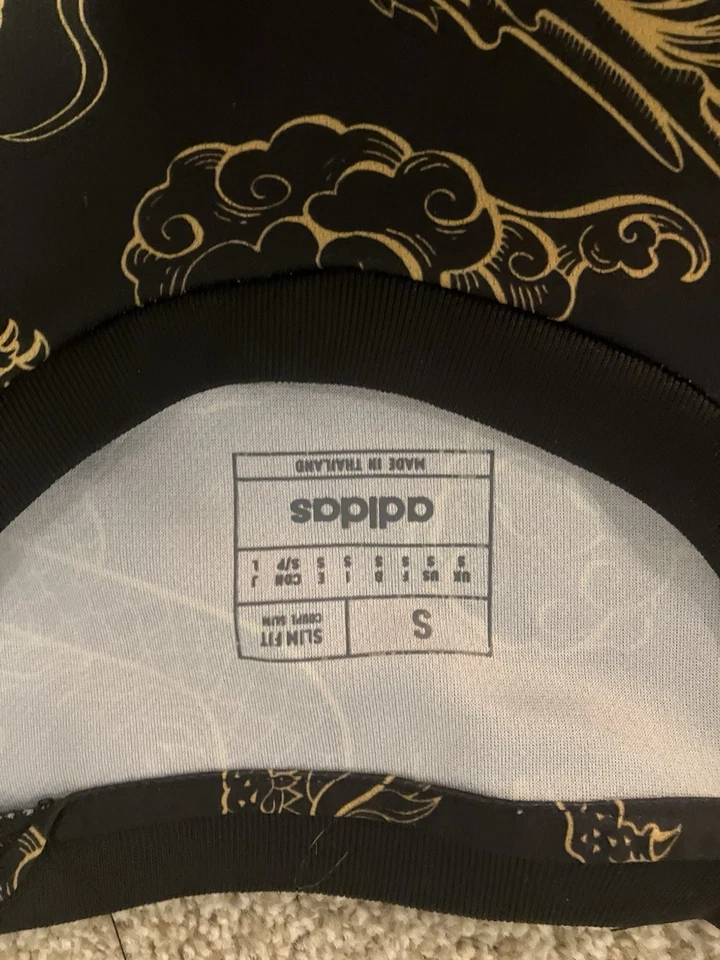 S
SLIM FIT
COUPE SLIM
UK US F D I E CDN J
S S S S S S S/P L
adidas
MADE IN THAILAND